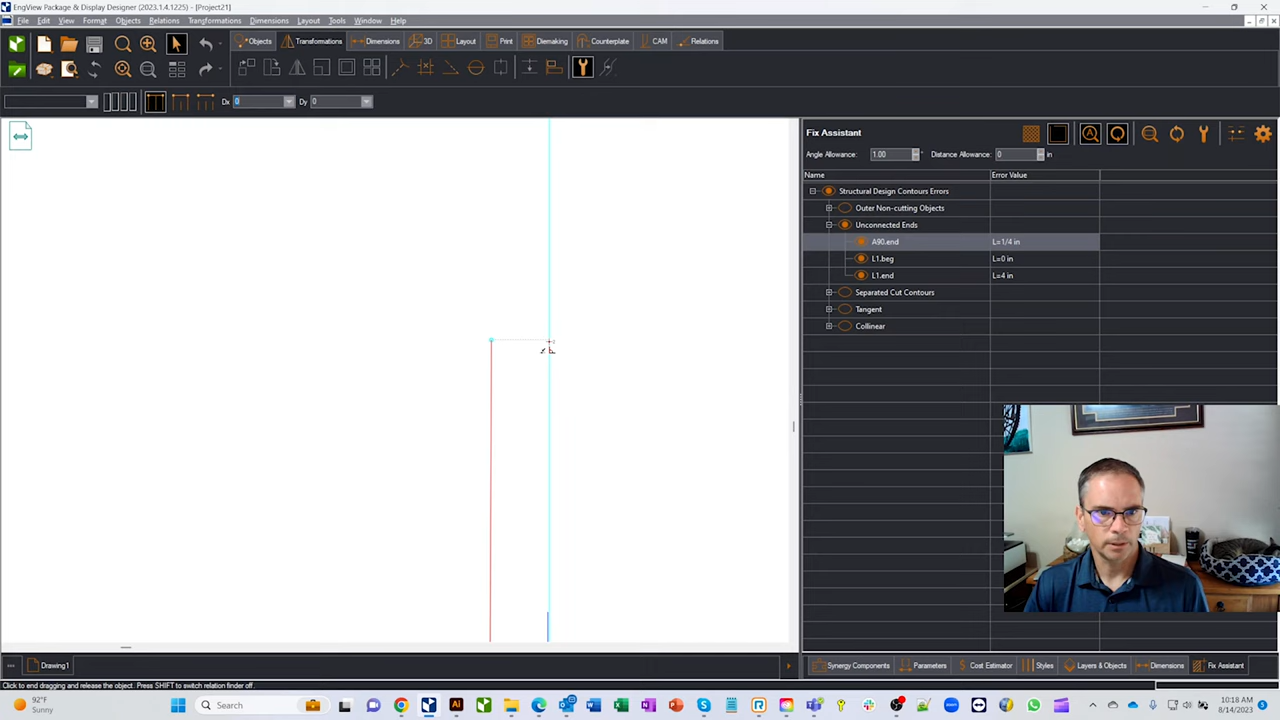 EngView Package & Display Designer (2023.1.4.1225) - [Project21]
File Edit View Format Objects Relations Transformations Dimensions Layout Tools Window Help
Objects Transformations Dimensions 3D Layout Print Diemaking Counterplate CAM Relations
Dx 0 Dy 0
Fix Assistant
Angle Allowance: 1.00 ° Distance Allowance: 0 in
Name Error Value
Structural Design Contours Errors
Outer Non-cutting Objects
Unconnected Ends
A90.end L=1/4 in
L1.beg L=0 in
L1.end L=4 in
Separated Cut Contours
Tangent
Collinear
Drawing1
Synergy Components Parameters Cost Estimator Styles Layers & Objects Dimensions Fix Assistant
Click to end dragging and release the object. Press SHIFT to switch relation finder off.
92°F
Sunny
Search
10:18 AM
8/14/2023